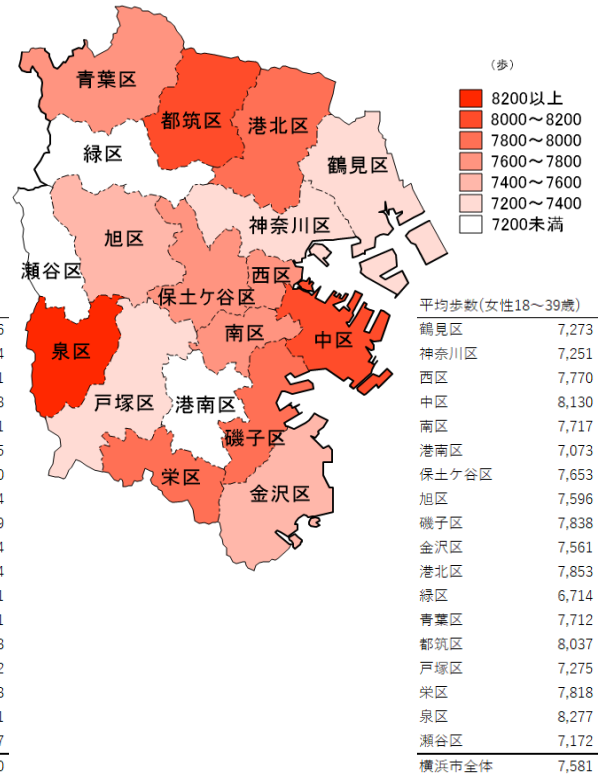 (歩)
8200以上
8000～8200
7800～8000
7600～7800
7400～7600
7200～7400
7200未満
青葉区
都筑区
港北区
緑区
鶴見区
神奈川区
旭区
瀬谷区
西区
保土ケ谷区
泉区
南区
中区
戸塚区
港南区
磯子区
栄区
金沢区
平均歩数(女性18～39歳)
鶴見区 7,273
神奈川区 7,251
西区 7,770
中区 8,130
南区 7,717
港南区 7,073
保土ケ谷区 7,653
旭区 7,596
磯子区 7,838
金沢区 7,561
港北区 7,853
緑区 6,714
青葉区 7,712
都筑区 8,037
戸塚区 7,275
栄区 7,818
泉区 8,277
瀬谷区 7,172
横浜市全体 7,581